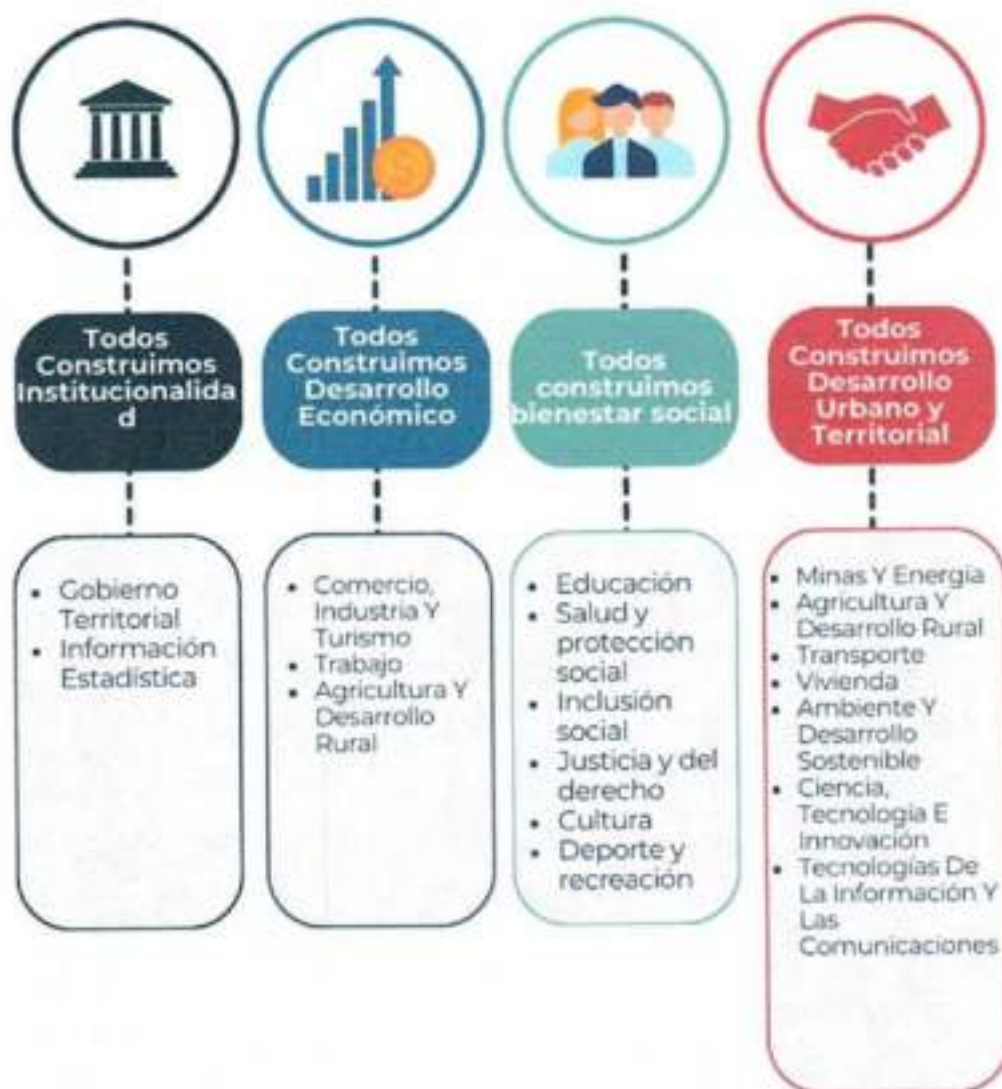 Todos
Construimos
Institucionalida
d
Todos
Construimos
Desarrollo
Económico
Todos
construimos
bienestar social
Todos
Construimos
Desarrollo
Urbano y
Territorial
• Gobierno
Territorial
• Información
Estadística
• Comercio,
Industria Y
Turismo
• Trabajo
• Agricultura Y
Desarrollo
Rural
• Educación
• Salud y
protección
social
• Inclusión
social
• Justicia y del
derecho
• Cultura
• Deporte y
recreación
• Minas Y Energía
• Agricultura Y
Desarrollo Rural
• Transporte
• Vivienda
• Ambiente Y
Desarrollo
Sostenible
• Ciencia,
Tecnología E
Innovación
• Tecnologías De
La Información Y
Las
Comunicaciones